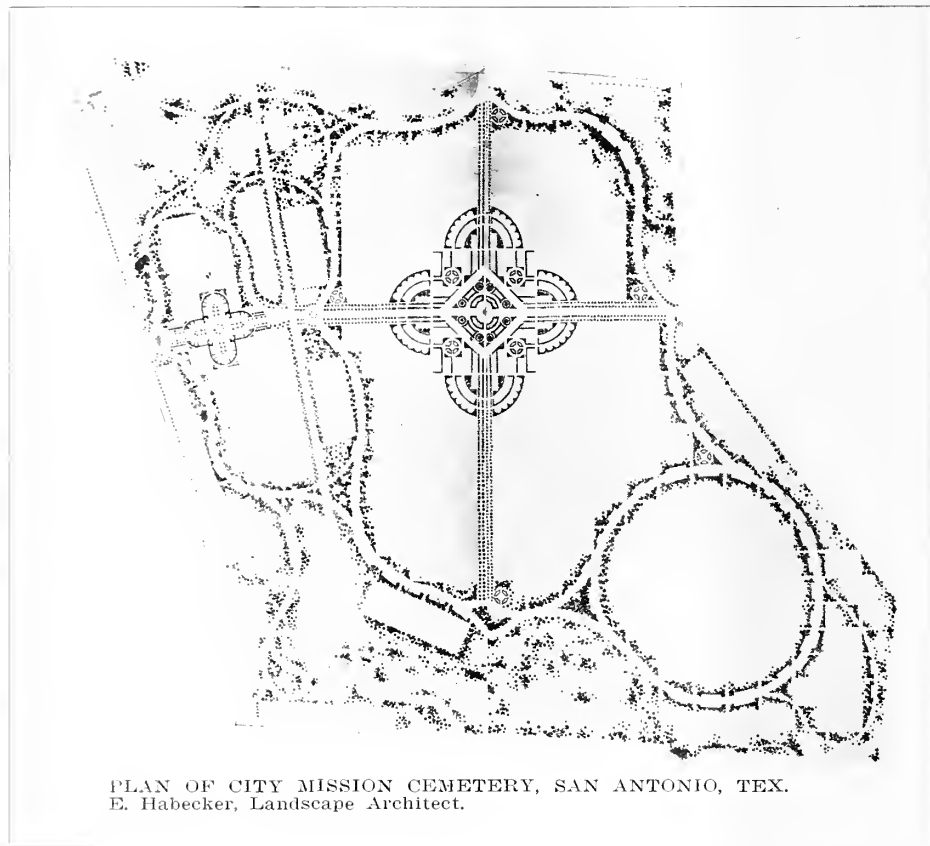 PLAN OF CITY MISSION CEMETERY, SAN ANTONIO, TEX.
E. Habecker, Landscape Architect.